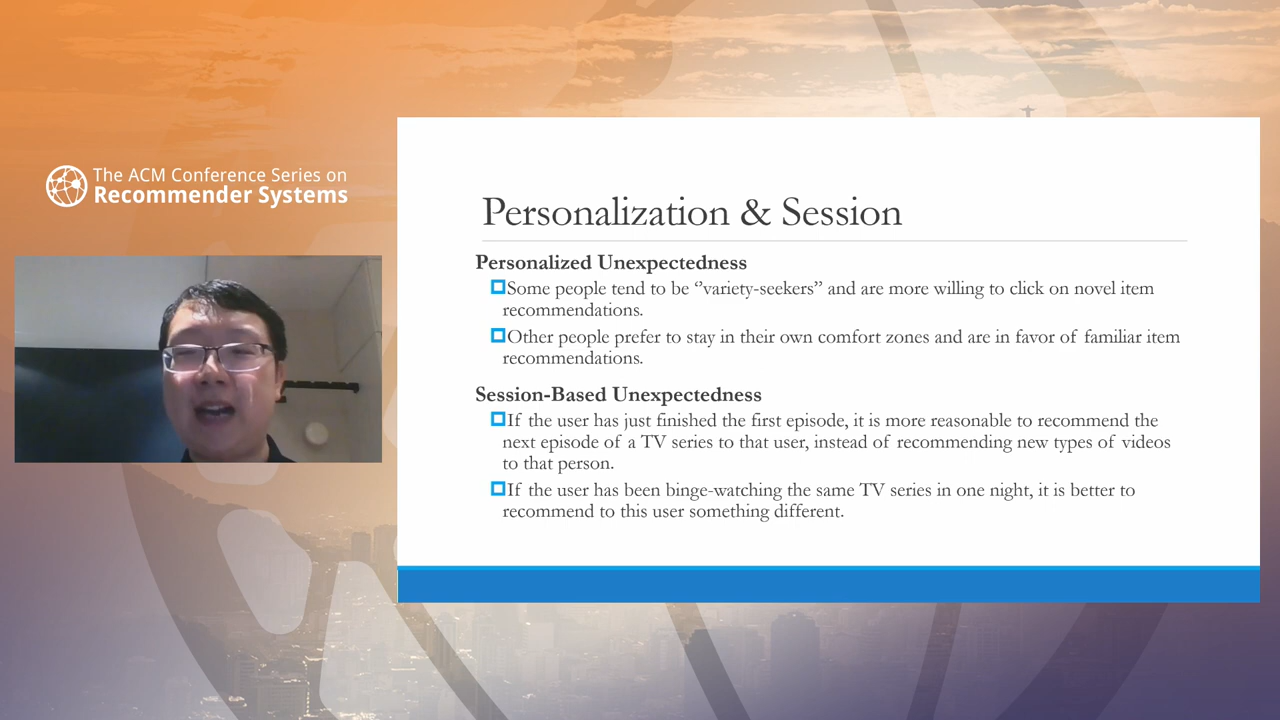 The ACM Conference Series on
Recommender Systems
Personalization & Session
Personalized Unexpectedness
Some people tend to be ‘’variety-seekers” and are more willing to click on novel item
recommendations.
Other people prefer to stay in their own comfort zones and are in favor of familiar item
recommendations.
Session-Based Unexpectedness
If the user has just finished the first episode, it is more reasonable to recommend the
next episode of a TV series to that user, instead of recommending new types of videos
to that person.
If the user has been binge-watching the same TV series in one night, it is better to
recommend to this user something different.